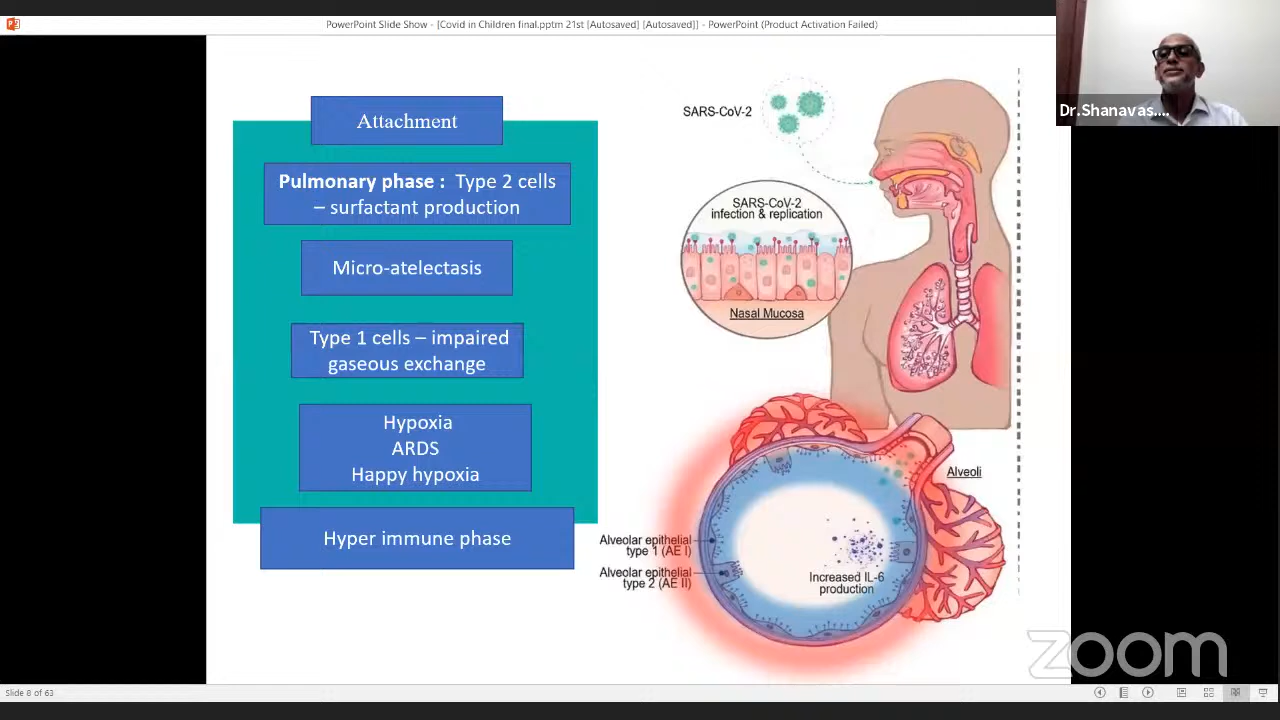 PowerPoint Slide Show - [Covid in Children final.pptm 21st [Autosaved] [Autosaved]] - PowerPoint (Product Activation Failed)
Dr.Shanavas....
Attachment
Pulmonary phase : Type 2 cells
– surfactant production
Micro-atelectasis
Type 1 cells – impaired
gaseous exchange
Hypoxia
ARDS
Happy hypoxia
Hyper immune phase
SARS-CoV-2
SARS-CoV-2
infection & replication
Nasal Mucosa
Alveoli
Alveolar epithelial
type 1 (AE I)
Alveolar epithelial
type 2 (AE II)
Increased IL-6
production
zoom
Slide 8 of 63